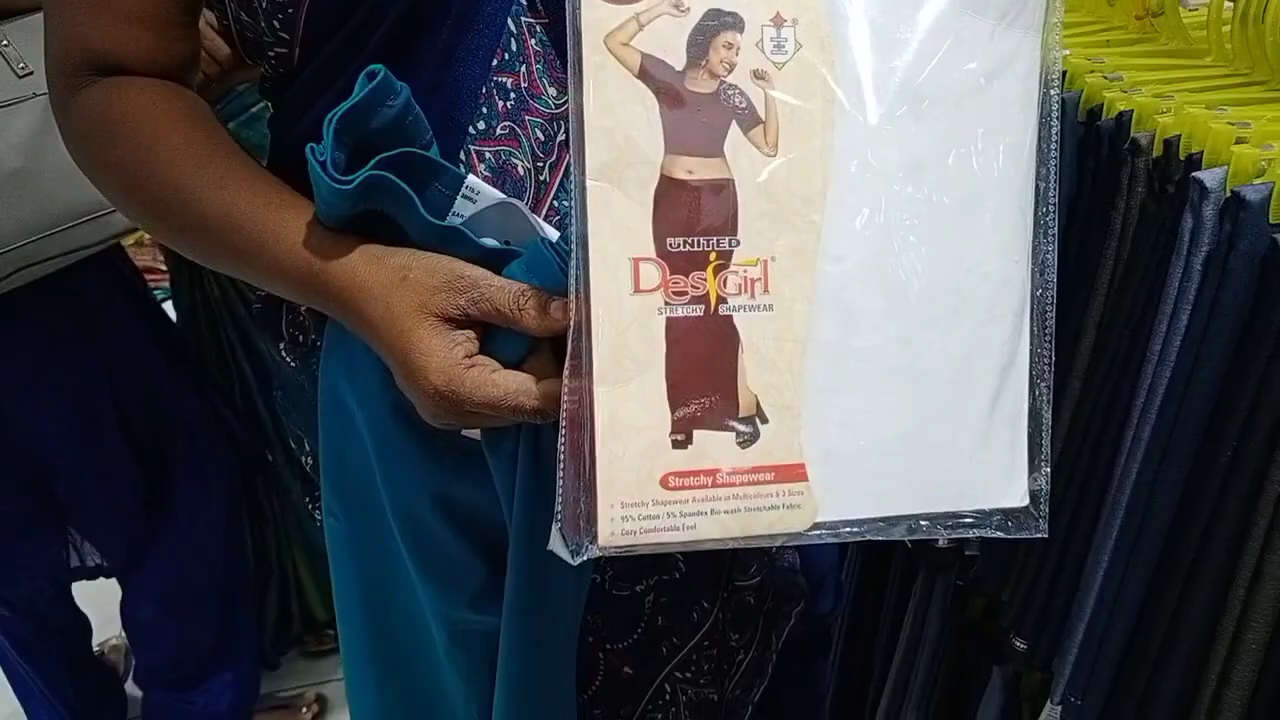 UNITED
DesiGirl®
STRETCHY SHAPEWEAR
Stretchy Shapewear
Stretchy Shapewear Available in Multicolours & 3 Sizes
95% Cotton / 5% Spandex Bio-wash Stretchable Fabric
Cozy Comfortable Feel